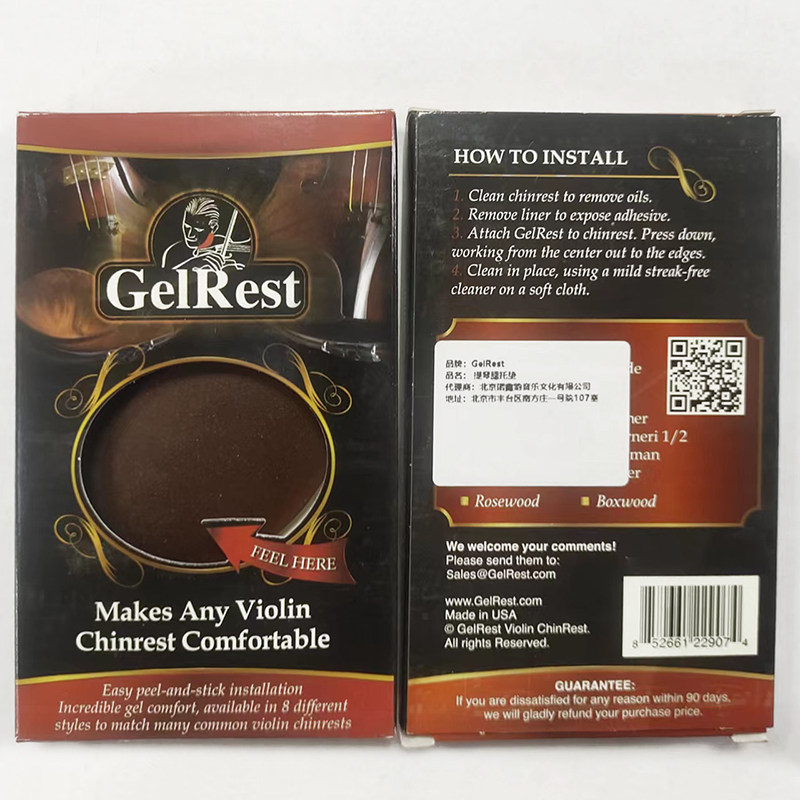 GelRest
FEEL HERE
Makes Any Violin
Chinrest Comfortable
Easy peel-and-stick installation
Incredible gel comfort, available in 8 different
styles to match many common violin chinrests
HOW TO INSTALL
1. Clean chinrest to remove oils.
2. Remove liner to expose adhesive.
3. Attach GelRest to chinrest. Press down,
working from the center out to the edges.
4. Clean in place, using a mild streak-free
cleaner on a soft cloth.
品牌：GelRest
品名：提琴腮托垫
代理商：北京诺鑫韵音乐文化有限公司
地址：北京市丰台区南方庄一号院107室
1/2
Rosewood
Boxwood
We welcome your comments!
Please send them to:
Sales@GelRest.com
www.GelRest.com
Made in USA
© GelRest Violin ChinRest.
All rights Reserved.
8 52661 22907 4
GUARANTEE:
If you are dissatisfied for any reason within 90 days,
we will gladly refund your purchase price.